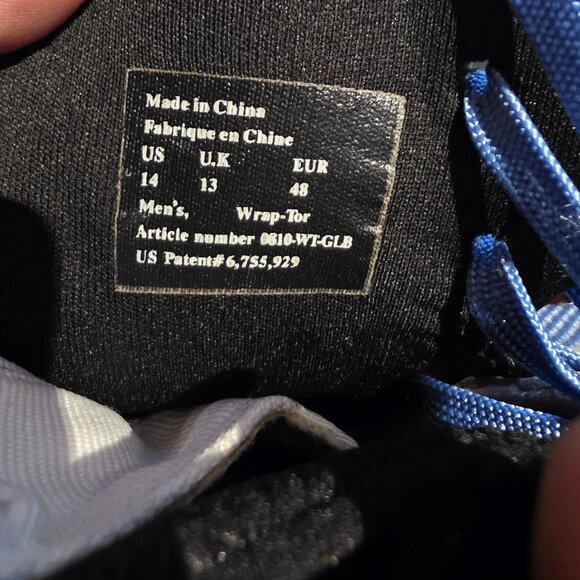 Made in China
Fabrique en Chine
US U.K EUR
14 13 48
Men's, Wrap-Tor
Article number 0810-WT-GLB
US Patent# 6,755,929